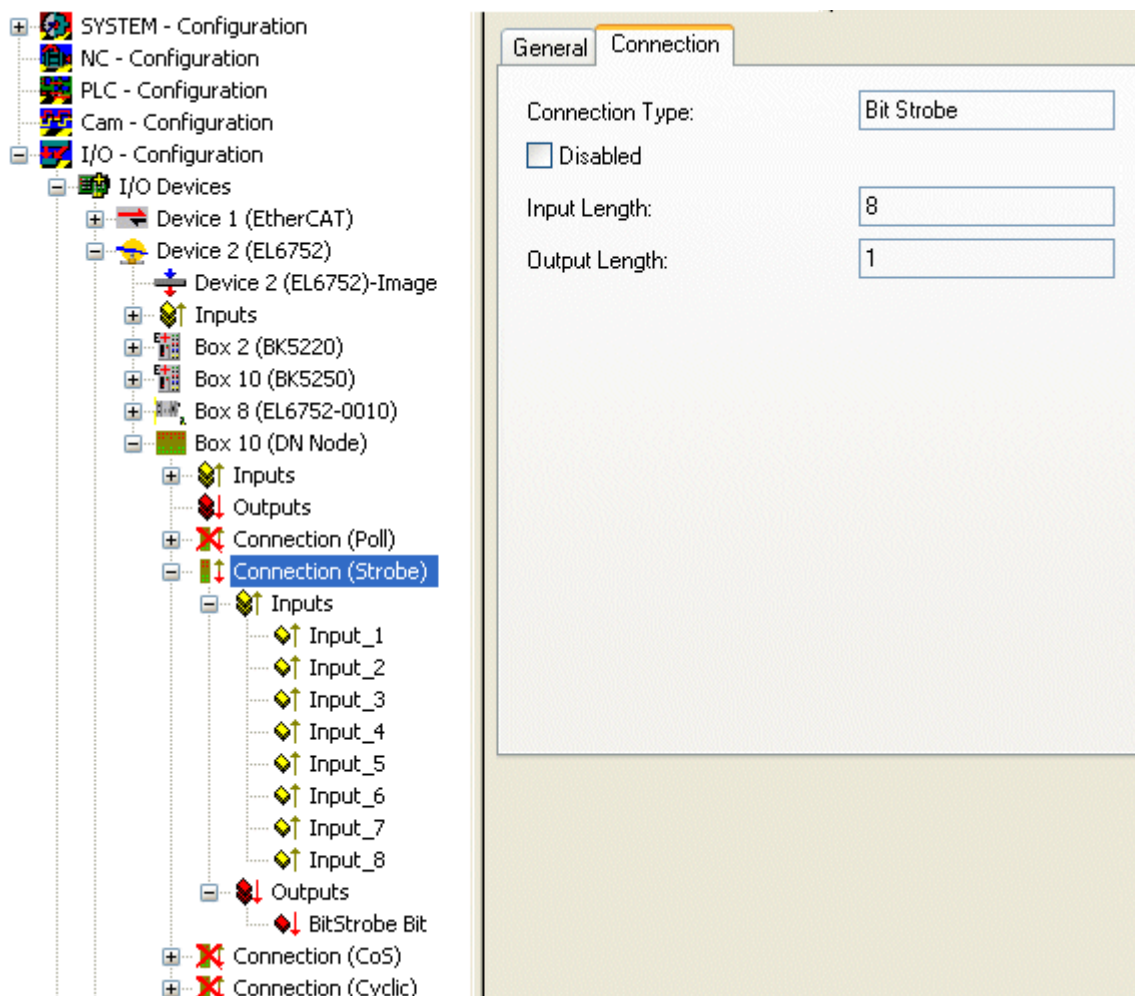 SYSTEM - Configuration
NC - Configuration
PLC - Configuration
Cam - Configuration
I/O - Configuration
I/O Devices
Device 1 (EtherCAT)
Device 2 (EL6752)
Device 2 (EL6752)-Image
Inputs
Box 2 (BK5220)
Box 10 (BK5250)
Box 8 (EL6752-0010)
Box 10 (DN Node)
Inputs
Outputs
Connection (Poll)
Connection (Strobe)
Inputs
Input_1
Input_2
Input_3
Input_4
Input_5
Input_6
Input_7
Input_8
Outputs
BitStrobe Bit
Connection (CoS)
Connection (Cyclic)
General Connection
Connection Type: Bit Strobe
Disabled
Input Length: 8
Output Length: 1